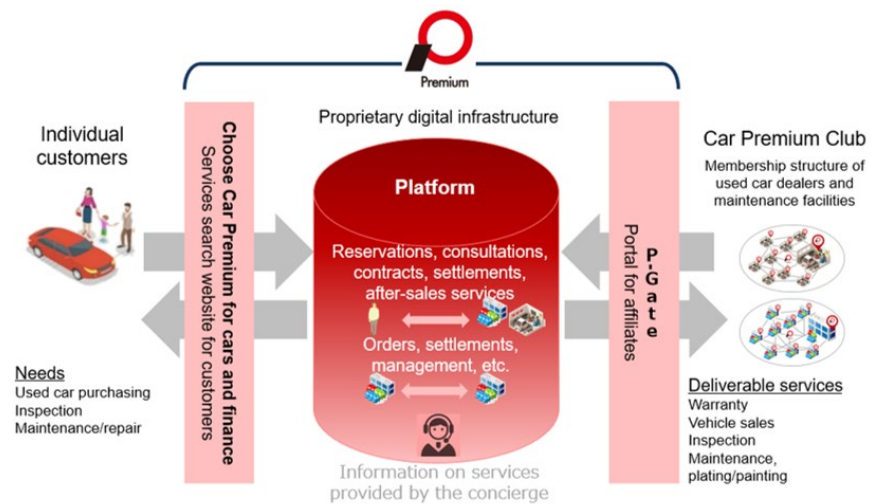 Premium
Proprietary digital infrastructure
Individual
customers
Choose Car Premium for cars and finance
Services search website for customers
Platform
Reservations, consultations,
contracts, settlements,
after-sales services
Orders, settlements,
management, etc.
Information on services
provided by the concierge
P-Gate
Portal for affiliates
Car Premium Club
Membership structure of
used car dealers and
maintenance facilities
Needs
Used car purchasing
Inspection
Maintenance/repair
Deliverable services
Warranty
Vehicle sales
Inspection
Maintenance,
plating/painting